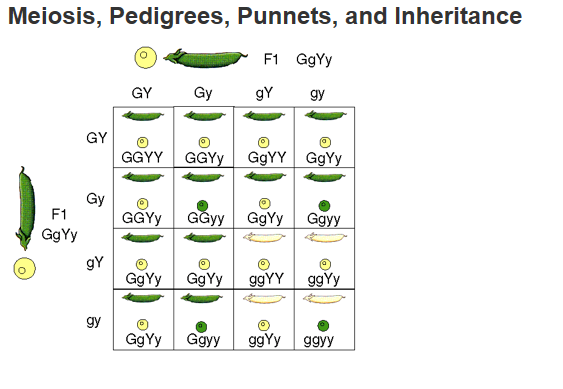 Meiosis, Pedigrees, Punnets, and Inheritance
F1 GgYy
GY Gy gY gy
GY
GGYY GGYy GgYY GgYy
Gy
GGYy GGyy GgYy Ggyy
F1
GgYy
gY
GgYy GgYy ggYY ggYy
gy
GgYy Ggyy ggYy ggyy